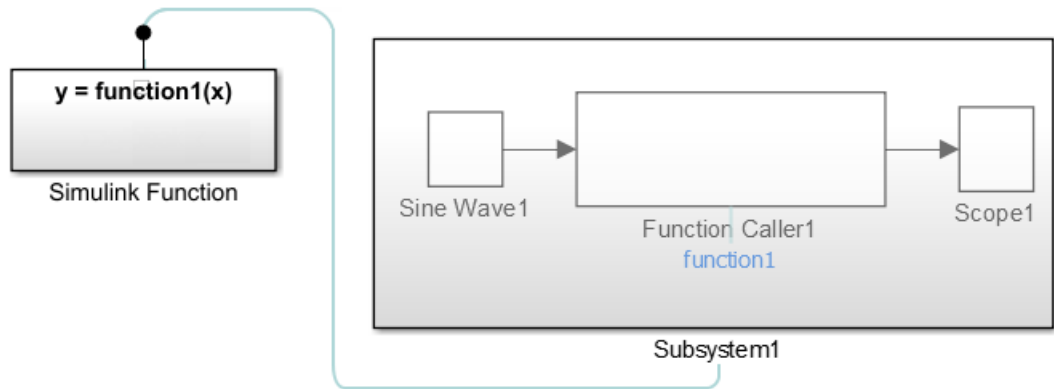 y = function1(x)
Simulink Function
Sine Wave1
Function Caller1
function1
Scope1
Subsystem1